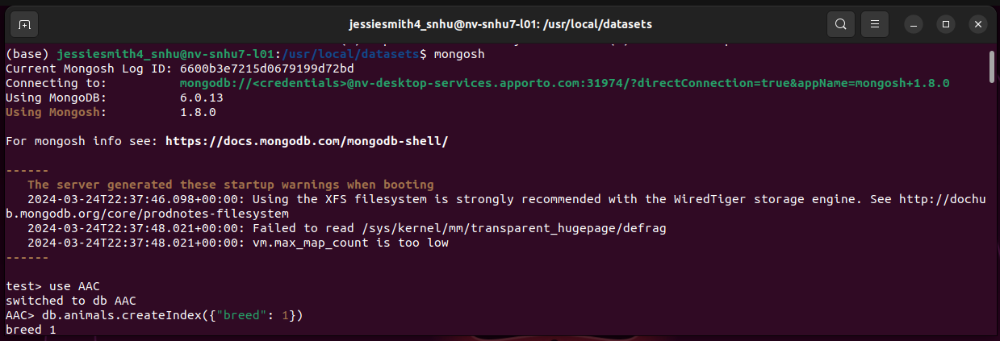 jessiesmith4_snhu@nv-snhu7-l01: /usr/local/datasets
(base) jessiesmith4_snhu@nv-snhu7-l01:/usr/local/datasets$ mongosh
Current Mongosh Log ID: 6600b3e7215d0679199d72bd
Connecting to:          mongodb://<credentials>@nv-desktop-services.apporto.com:31974/?directConnection=true&appName=mongosh+1.8.0
Using MongoDB:          6.0.13
Using Mongosh:          1.8.0
For mongosh info see: https://docs.mongodb.com/mongodb-shell/
------
   The server generated these startup warnings when booting
   2024-03-24T22:37:46.098+00:00: Using the XFS filesystem is strongly recommended with the WiredTiger storage engine. See http://dochu
b.mongodb.org/core/prodnotes-filesystem
   2024-03-24T22:37:48.021+00:00: Failed to read /sys/kernel/mm/transparent_hugepage/defrag
   2024-03-24T22:37:48.021+00:00: vm.max_map_count is too low
------
test> use AAC
switched to db AAC
AAC> db.animals.createIndex({"breed": 1})
breed_1